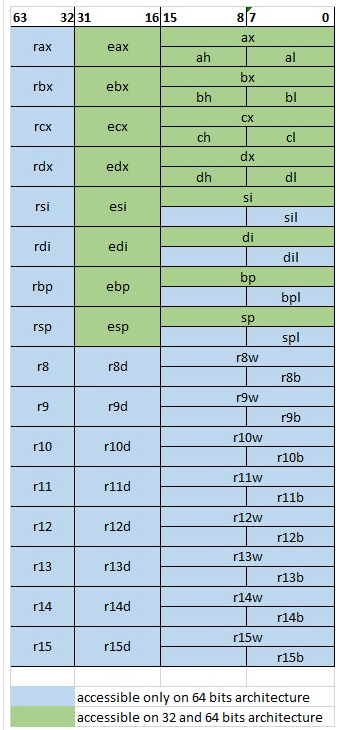 63 32 31 16 15 8 7 0
ax
rax eax
ah al
bx
rbx ebx
bh bl
cx
rcx ecx
ch cl
dx
rdx edx
dh dl
si
rsi esi
sil
di
rdi edi
dil
bp
rbp ebp
bpl
sp
rsp esp
spl
r8w
r8 r8d
r8b
r9w
r9 r9d
r9b
r10w
r10 r10d
r10b
r11w
r11 r11d
r11b
r12w
r12 r12d
r12b
r13w
r13 r13d
r13b
r14w
r14 r14d
r14b
r15w
r15 r15d
r15b
accessible only on 64 bits architecture
accessible on 32 and 64 bits architecture